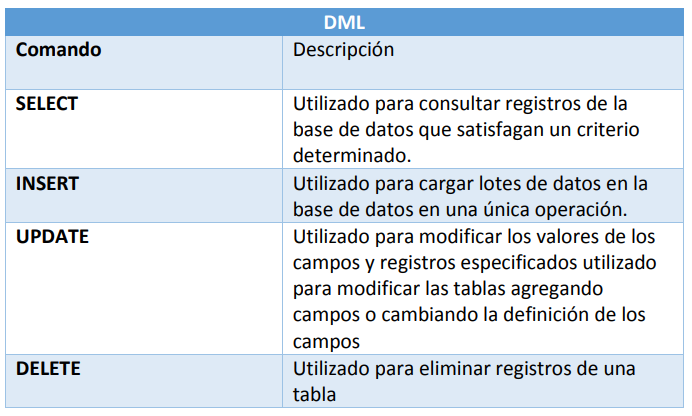 DML
Comando Descripción
SELECT Utilizado para consultar registros de la
base de datos que satisfagan un criterio
determinado.
INSERT Utilizado para cargar lotes de datos en la
base de datos en una única operación.
UPDATE Utilizado para modificar los valores de los
campos y registros especificados utilizado
para modificar las tablas agregando
campos o cambiando la definición de los
campos
DELETE Utilizado para eliminar registros de una
tabla